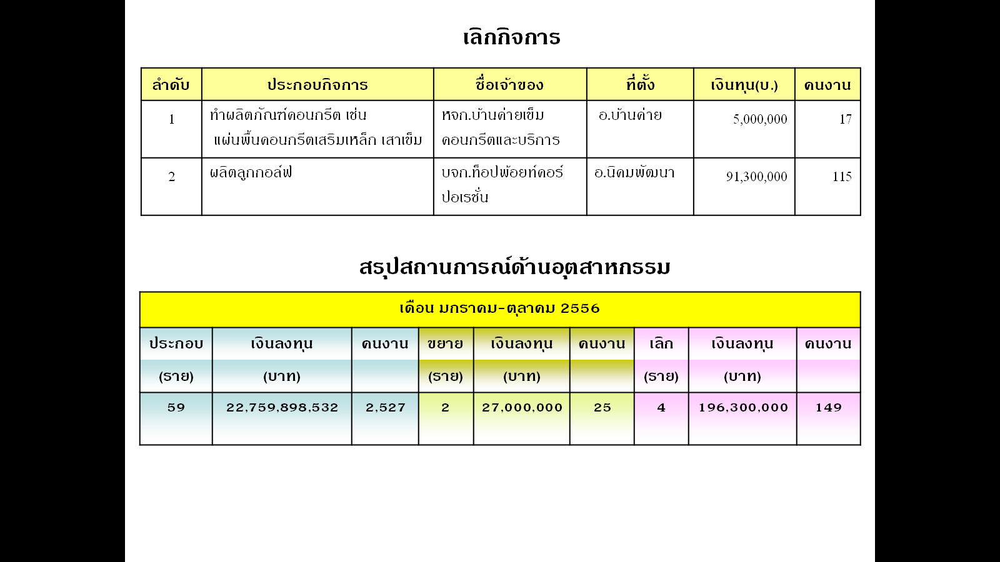 เลิกกิจการ
ลำดับ ประกอบกิจการ ชื่อเจ้าของ ที่ตั้ง เงินทุน(บ.) คนงาน
1 ทำผลิตภัณฑ์คอนกรีต เช่น หจก.บ้านค่ายเข็ม อ.บ้านค่าย 5,000,000 17
แผ่นพื้นคอนกรีตเสริมเหล็ก เสาเข็ม คอนกรีตและบริการ
2 ผลิตลูกกอล์ฟ บจก.ท็อปพ้อยท์คอร์ อ.นิคมพัฒนา 91,300,000 115
ปอเรชั่น
สรุปสถานการณ์ด้านอุตสาหกรรม
เดือน มกราคม-ตุลาคม 2556
ประกอบ เงินลงทุน คนงาน ขยาย เงินลงทุน คนงาน เลิก เงินลงทุน คนงาน
(ราย) (บาท) (ราย) (บาท) (ราย) (บาท)
59 22,759,898,532 2,527 2 27,000,000 25 4 196,300,000 149